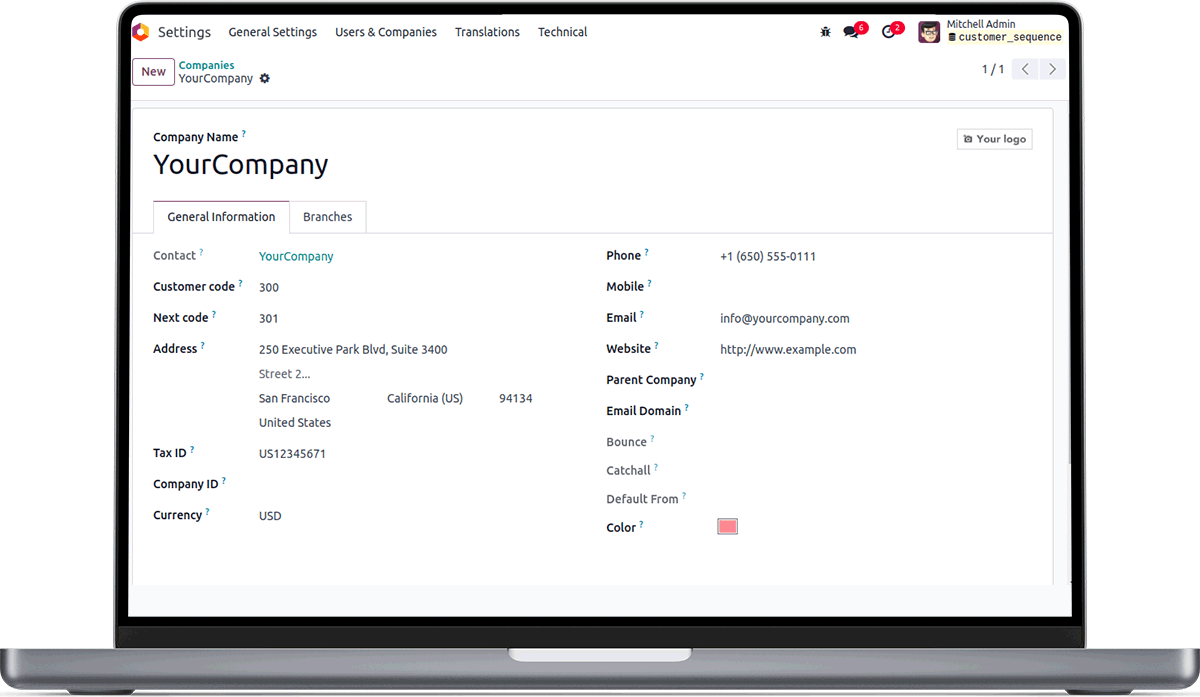 Settings General Settings Users & Companies Translations Technical 6 2 Mitchell Admin
customer_sequence
New Companies
YourCompany 1 / 1
Company Name ?
YourCompany
Your logo
General Information Branches
Contact ? YourCompany
Customer code ? 300
Next code ? 301
Address ? 250 Executive Park Blvd, Suite 3400
Street 2...
San Francisco California (US) 94134
United States
Tax ID ? US12345671
Company ID ?
Currency ? USD
Phone ? +1 (650) 555-0111
Mobile ?
Email ? info@yourcompany.com
Website ? http://www.example.com
Parent Company ?
Email Domain ?
Bounce ?
Catchall ?
Default From ?
Color ?